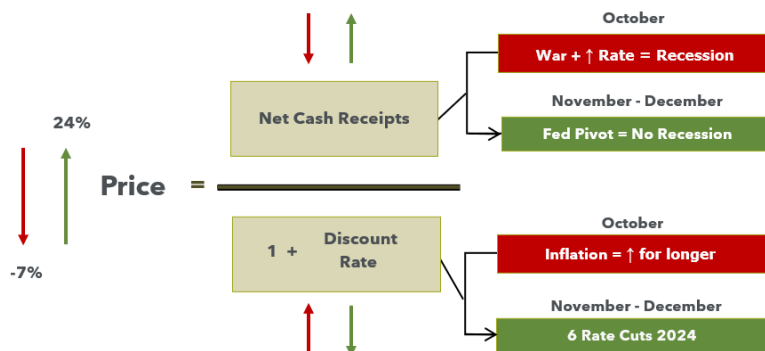 October
War + ↑ Rate = Recession
Net Cash Receipts
November - December
Fed Pivot = No Recession
24%
Price =
-7%
1 + Discount
Rate
October
Inflation = ↑ for longer
November - December
6 Rate Cuts 2024